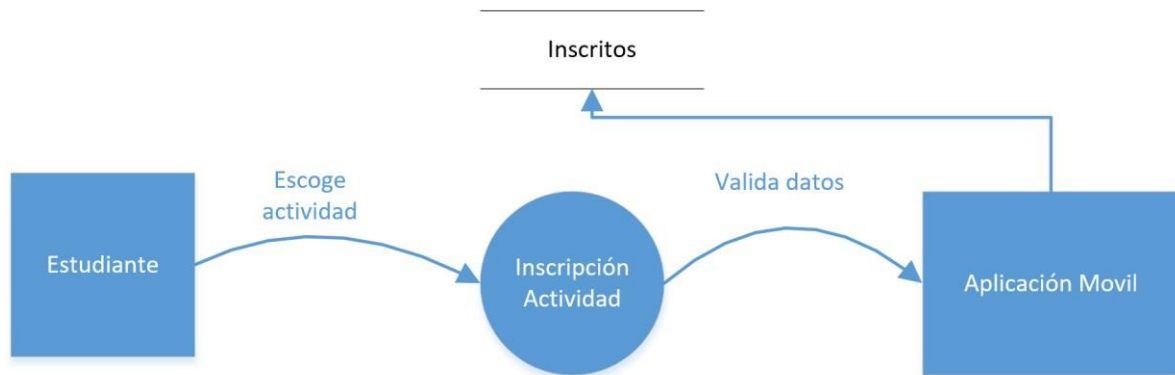 Inscritos
Escoge
actividad
Valida datos
Estudiante
Inscripción
Actividad
Aplicación Movil